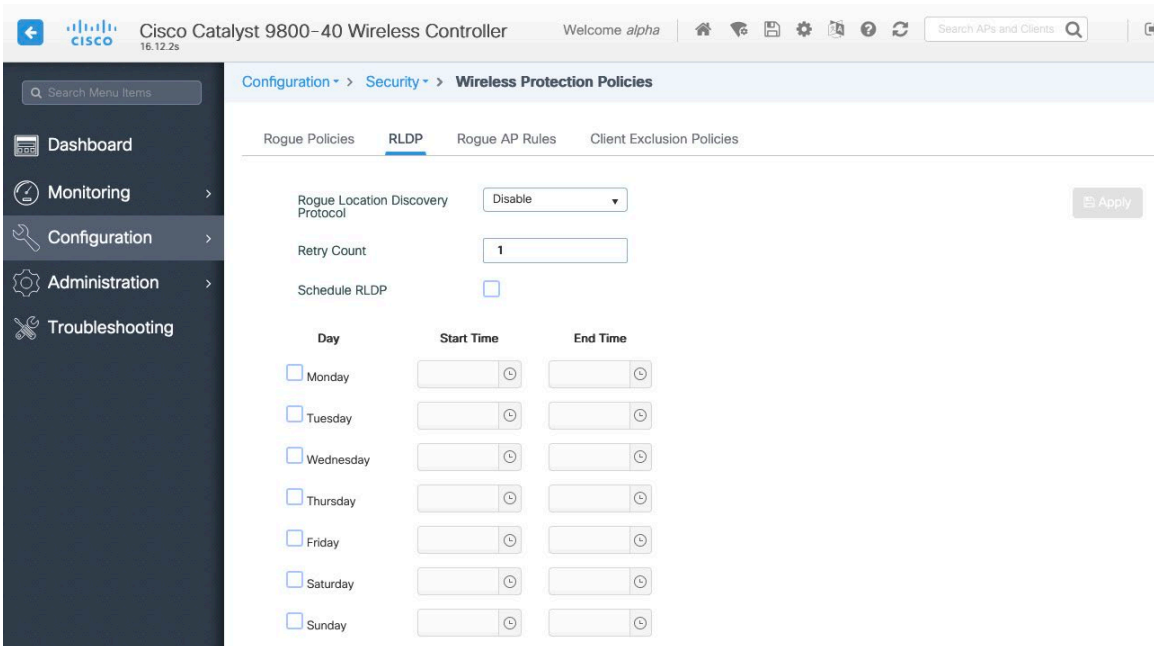 CISCO
Cisco Catalyst 9800-40 Wireless Controller
16.12.2s
Welcome alpha
Search APs and Clients
Search Menu Items
Dashboard
Monitoring
Configuration
Administration
Troubleshooting
Configuration > Security > Wireless Protection Policies
Rogue Policies RLDP Rogue AP Rules Client Exclusion Policies
Rogue Location Discovery
Protocol
Disable
Apply
Retry Count 1
Schedule RLDP
Day Start Time End Time
Monday
Tuesday
Wednesday
Thursday
Friday
Saturday
Sunday